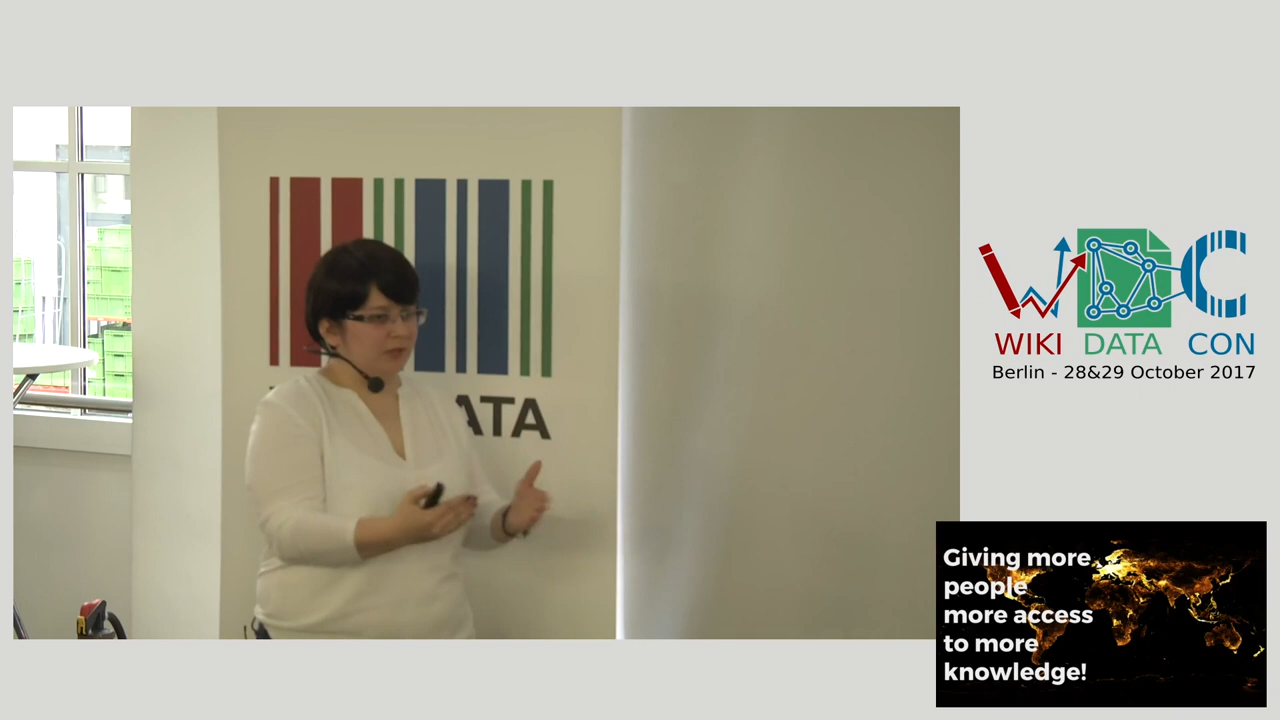 ATA
WIKI DATA CON
Berlin - 28&29 October 2017
Giving more
people
more access
to more
knowledge!